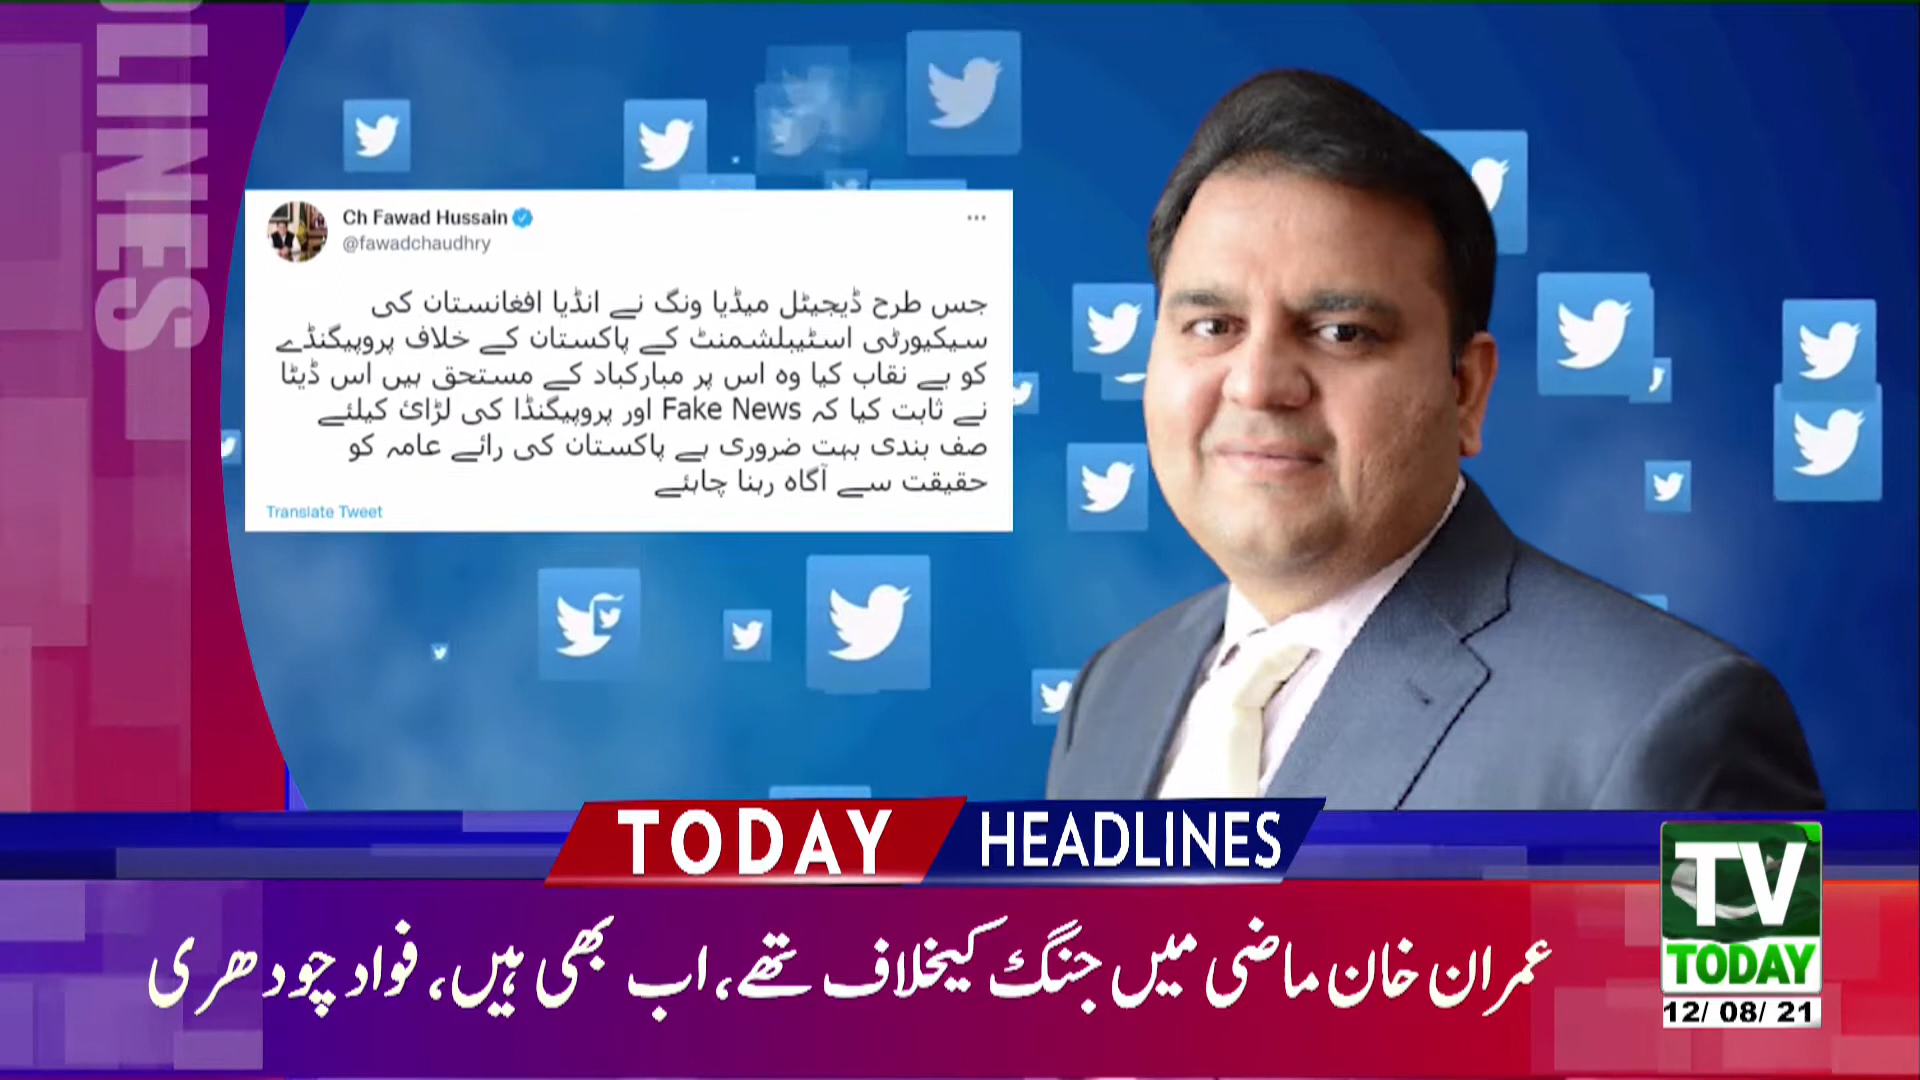 LINES
Ch Fawad Hussain
@fawadchaudhry
جس طرح ڈیجیٹل میڈیا ونگ نے انڈیا افغانستان کی
سیکیورٹی اسٹیبلشمنٹ کے پاکستان کے خلاف پروپیگنڈے
کو بے نقاب کیا وہ اس پر مبارکباد کے مستحق ہیں اس ڈیٹا
نے ثابت کیا کہ Fake News اور پروپیگنڈا کی لڑائ کیلئے
صف بندی بہت ضروری ہے پاکستان کی رائے عامہ کو
حقیقت سے آگاہ رہنا چاہئے
Translate Tweet
TODAY HEADLINES
عمران خان ماضی میں جنگ کیخلاف تھے، اب بھی ہیں، فواد چودھری
TV
TODAY
12/ 08/ 21